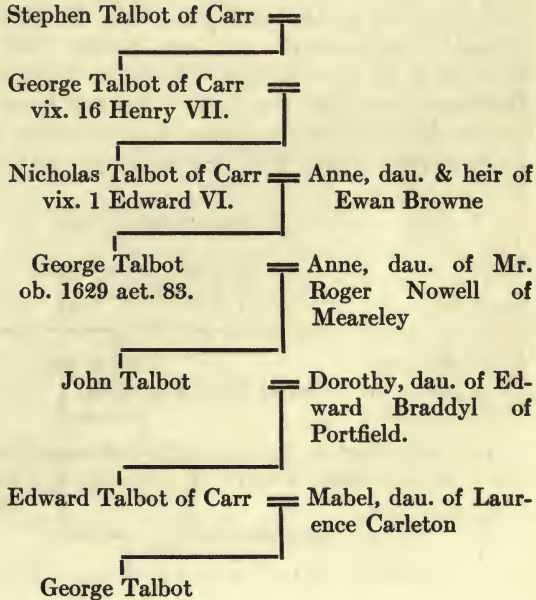 Stephen Talbot of Carr
George Talbot of Carr
vix. 16 Henry VII.
Nicholas Talbot of Carr
vix. 1 Edward VI.
Anne, dau. & heir of
Ewan Browne
George Talbot
ob. 1629 aet. 83.
Anne, dau. of Mr.
Roger Nowell of
Meareley
John Talbot
Dorothy, dau. of Ed-
ward Braddyl of
Portfield.
Edward Talbot of Carr
Mabel, dau. of Laur-
ence Carleton
George Talbot